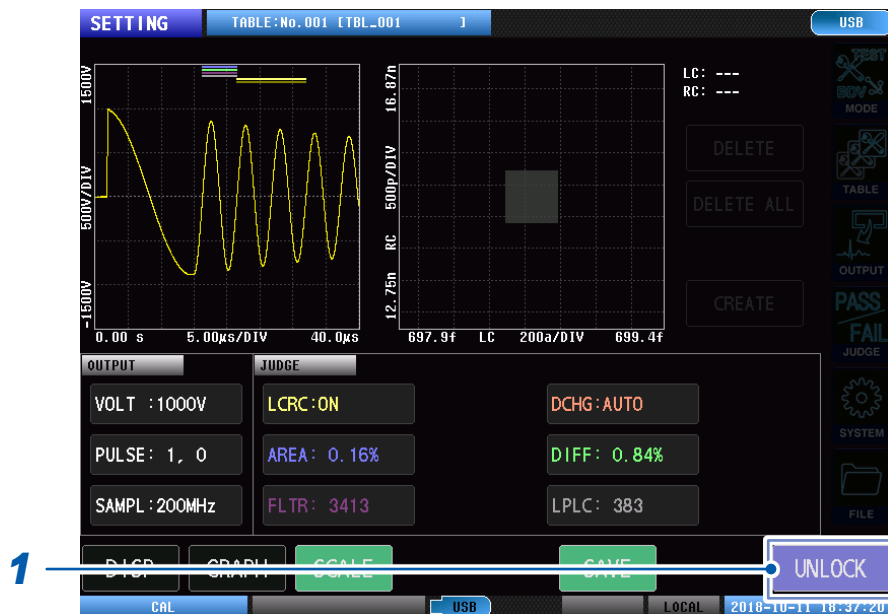 SETTING
TABLE:No.001 [TBL_001 ]
USB
1500V
500V/DIV
-1500V
0.00 s 5.00µs/DIV 40.0µs
16.87n
500p/DIV
RC
12.75n
697.9f LC 200a/DIV 699.4f
LC: ---
RC: ---
DELETE
DELETE ALL
CREATE
TEST
BDV
MODE
TABLE
OUTPUT
PASS
FAIL
JUDGE
SYSTEM
FILE
OUTPUT
VOLT :1000V
PULSE: 1, 0
SAMPL:200MHz
JUDGE
LCRC:ON
AREA: 0.16%
FLTR: 3413
DCHG:AUTO
DIFF: 0.84%
LPLC: 383
1
DISP GRAPH SCALE SAVE UNLOCK
CAL USB LOCAL 2018-10-11 18:37:20